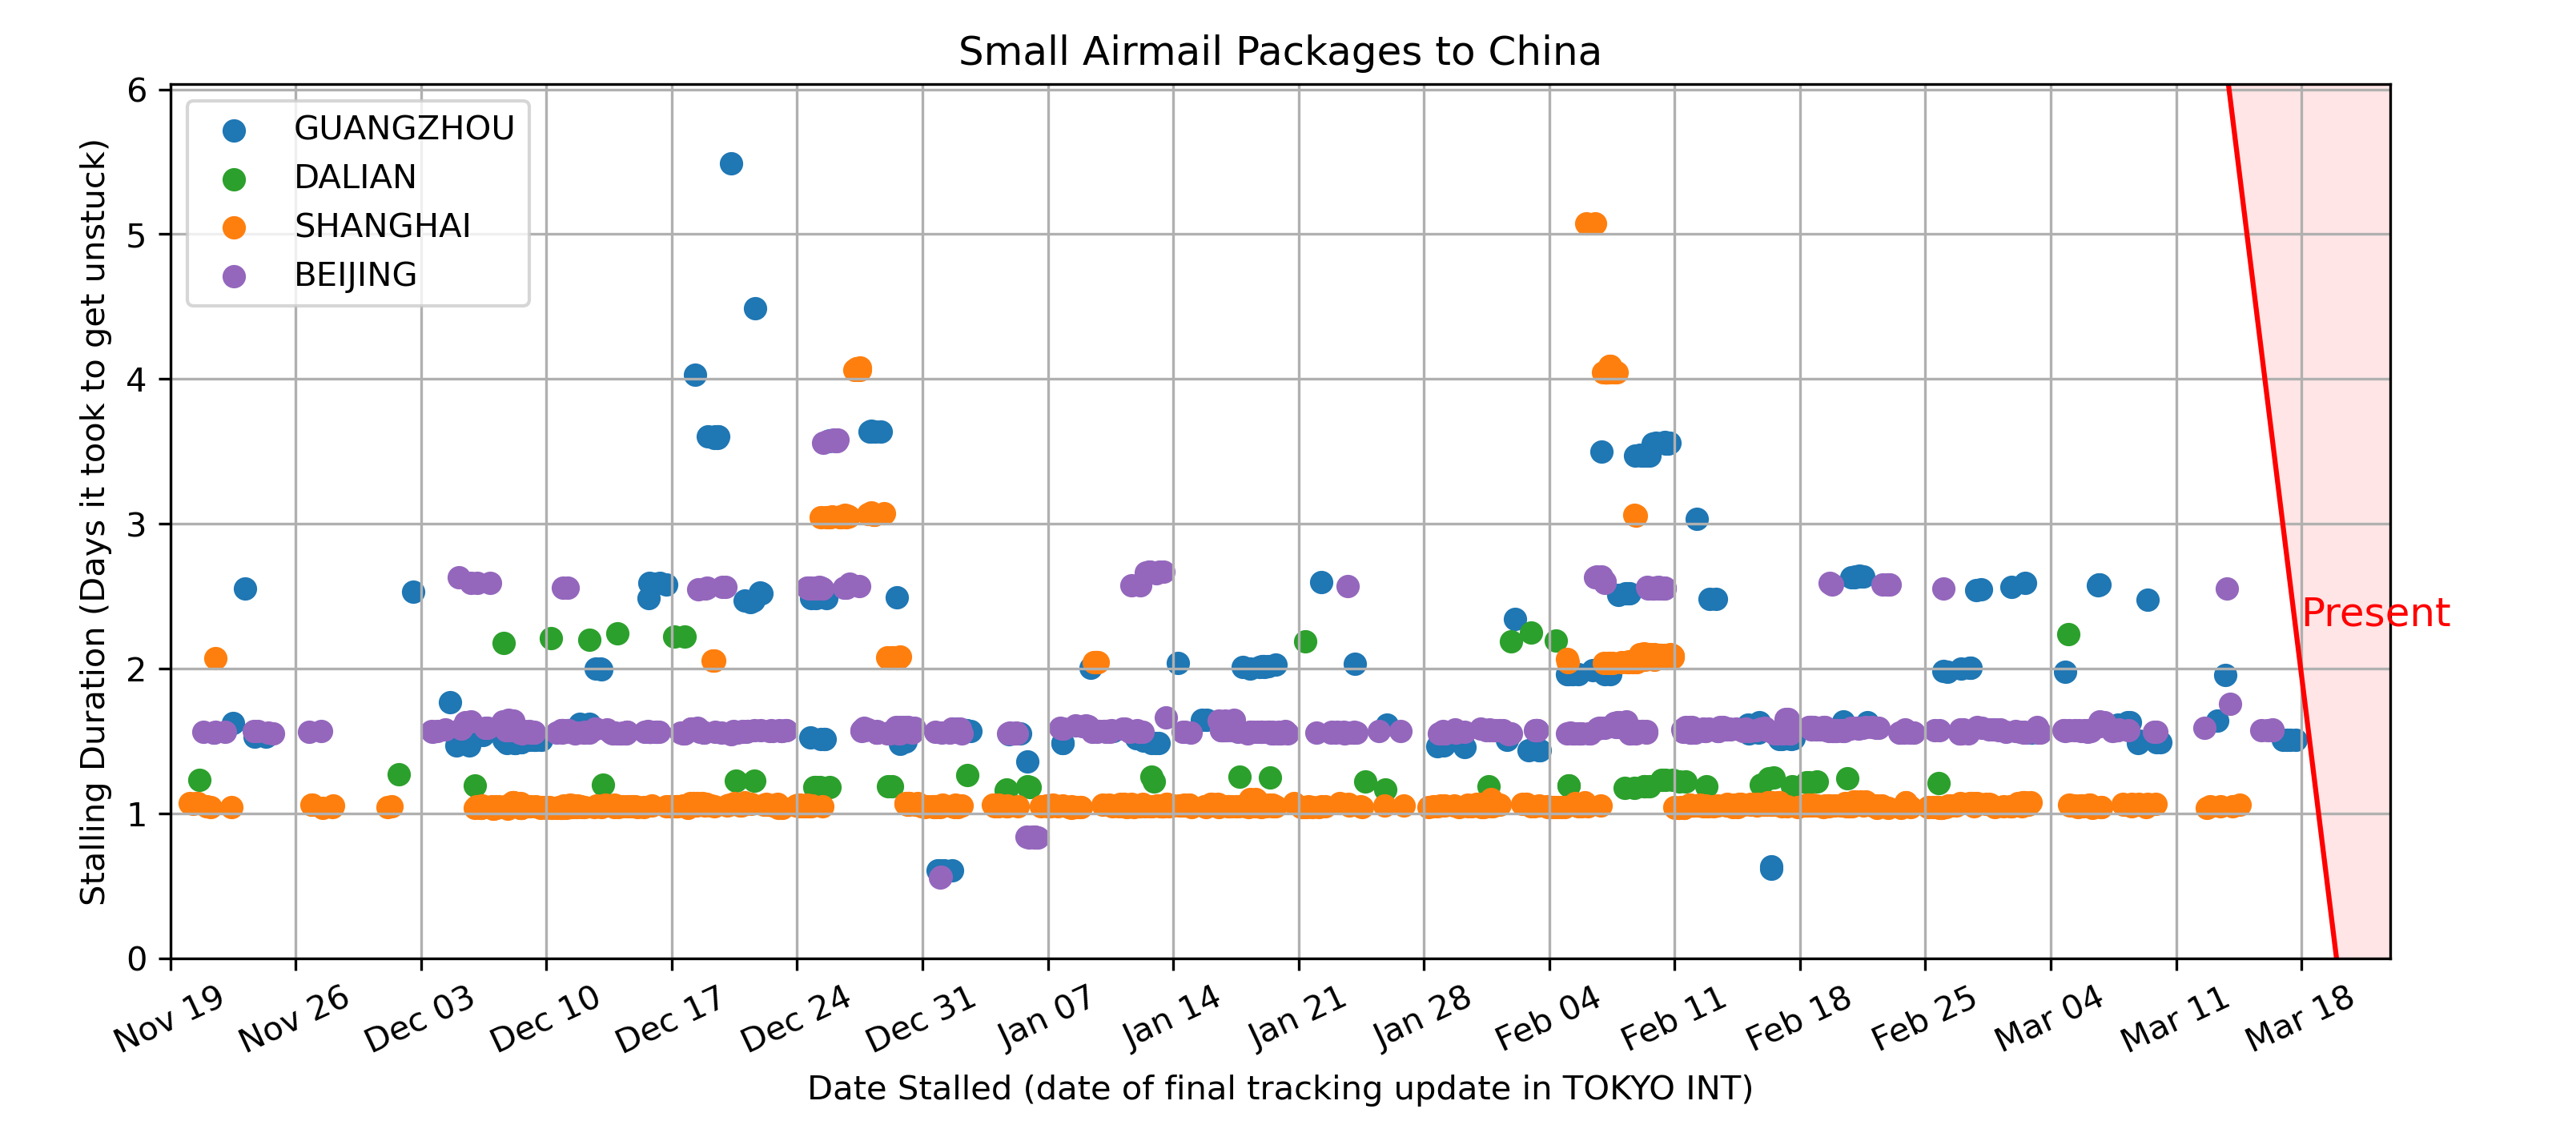 Small Airmail Packages to China
Stalling Duration (Days it took to get unstuck)
6
5
4
3
2
1
0
GUANGZHOU
DALIAN
SHANGHAI
BEIJING
Present
Nov 19
Nov 26
Dec 03
Dec 10
Dec 17
Dec 24
Dec 31
Jan 07
Jan 14
Jan 21
Jan 28
Feb 04
Feb 11
Feb 18
Feb 25
Mar 04
Mar 11
Mar 18
Date Stalled (date of final tracking update in TOKYO INT)